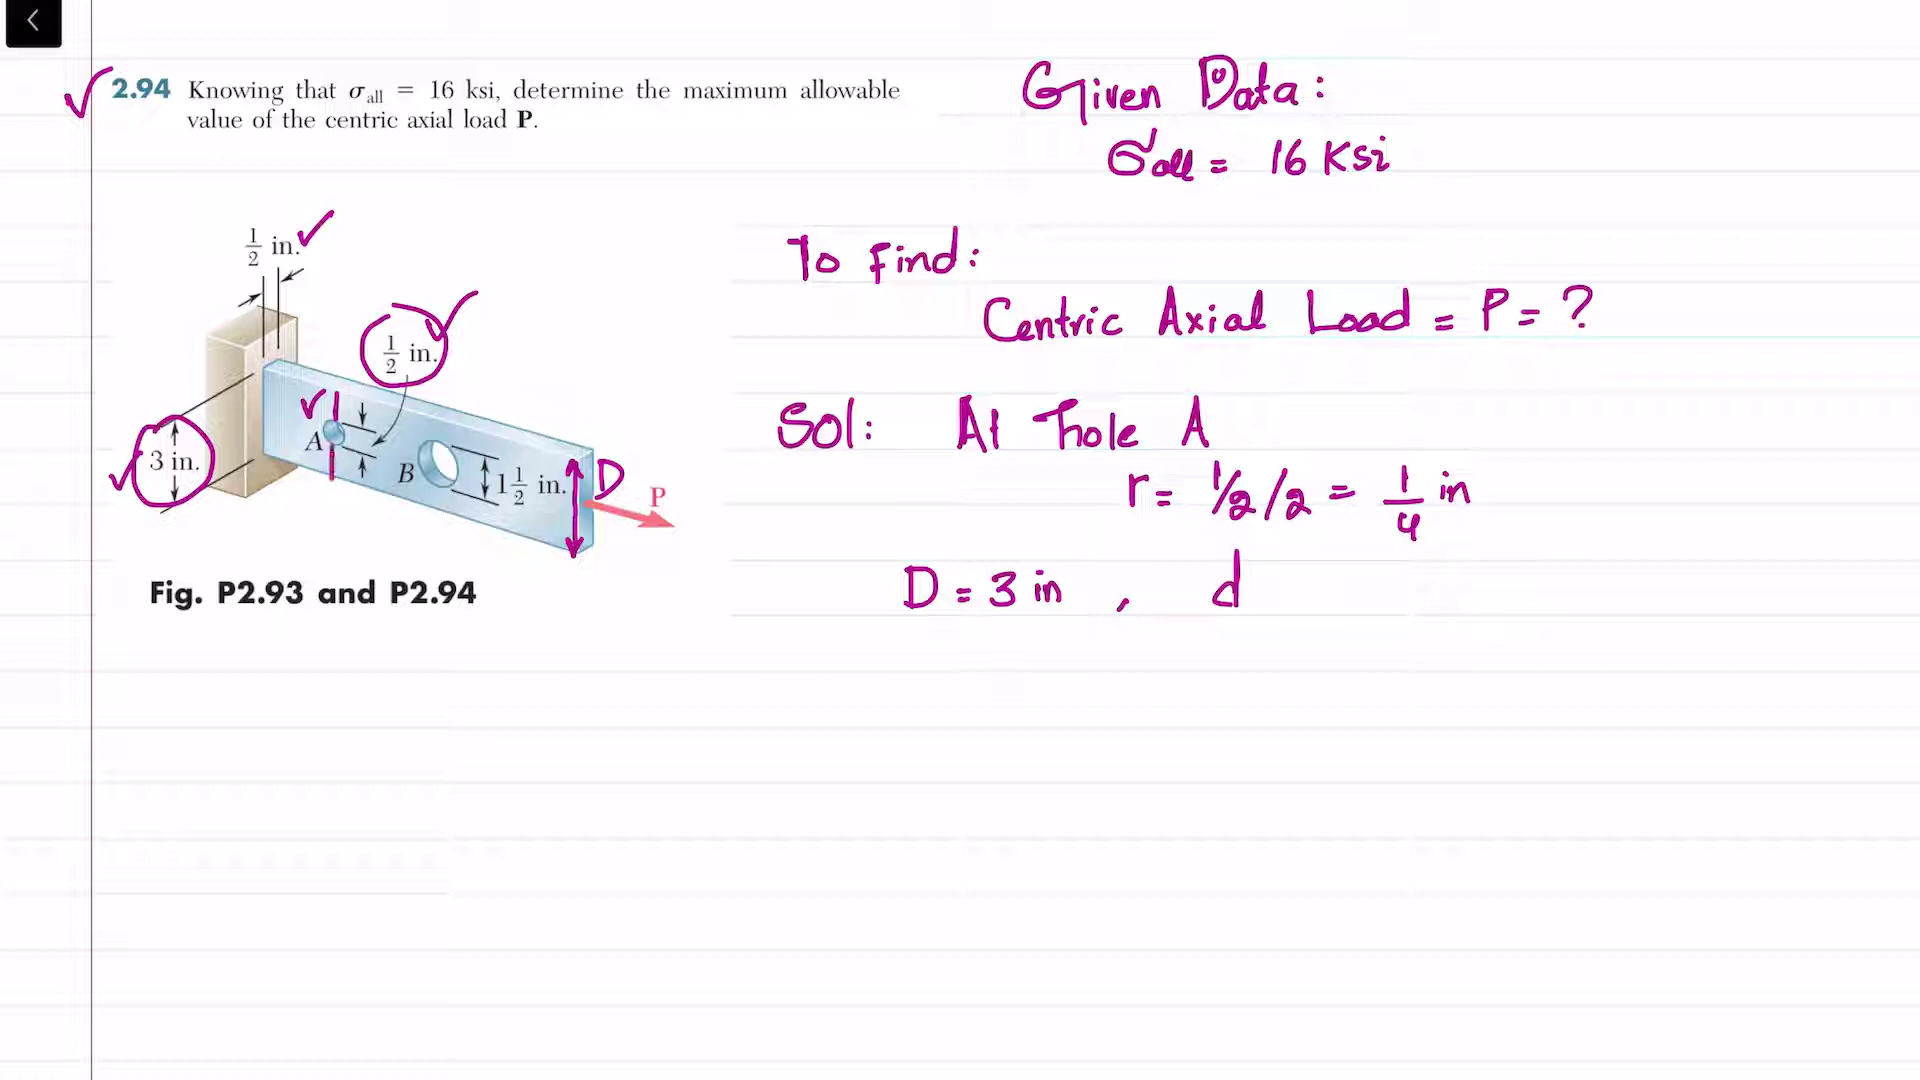 2.94 Knowing that σall = 16 ksi, determine the maximum allowable
value of the centric axial load P.
Given Data:
σall = 16 Ksi
To Find:
Centric Axial Load = P = ?
Sol: At hole A
r = 1/2/2 = 1/4 in
D = 3 in , d
1/2 in.
1/2 in.
3 in.
A
B
1 1/2 in.
D
P
Fig. P2.93 and P2.94